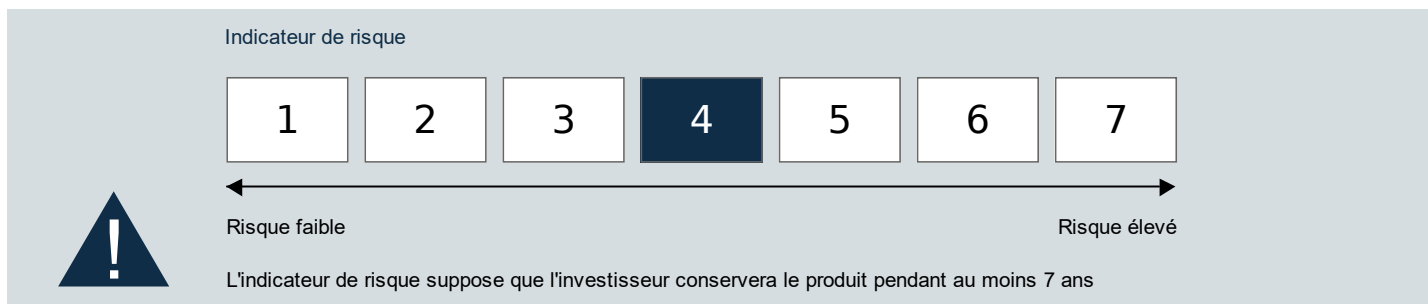 Indicateur de risque
1 2 3 4 5 6 7
Risque faible Risque élevé
!
L'indicateur de risque suppose que l'investisseur conservera le produit pendant au moins 7 ans